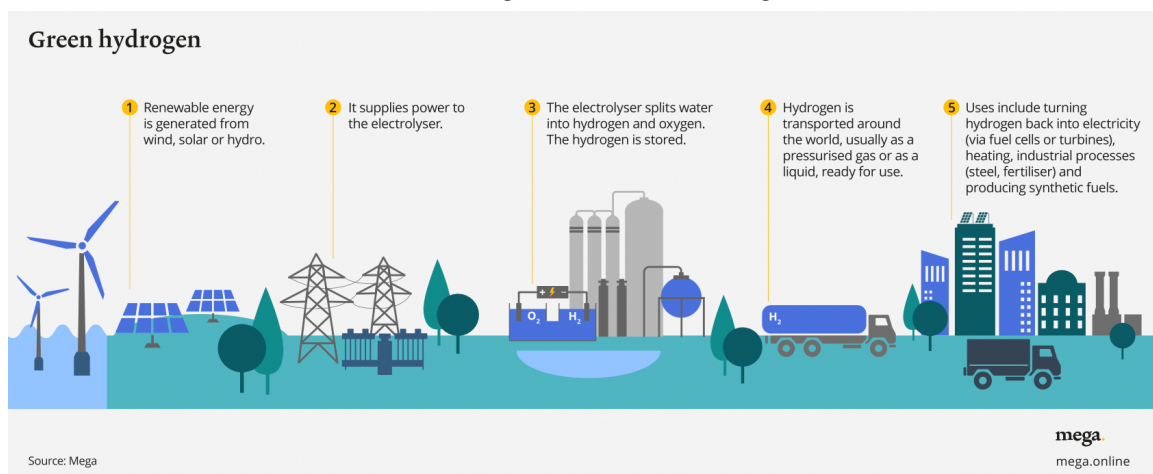 Green hydrogen
1 Renewable energy
is generated from
wind, solar or hydro.
2 It supplies power to
the electrolyser.
3 The electrolyser splits water
into hydrogen and oxygen.
The hydrogen is stored.
4 Hydrogen is
transported around
the world, usually as a
pressurised gas or as a
liquid, ready for use.
5 Uses include turning
hydrogen back into electricity
(via fuel cells or turbines),
heating, industrial processes
(steel, fertiliser) and
producing synthetic fuels.
+ -
O₂ H₂
H₂
mega.
Source: Mega
mega.online